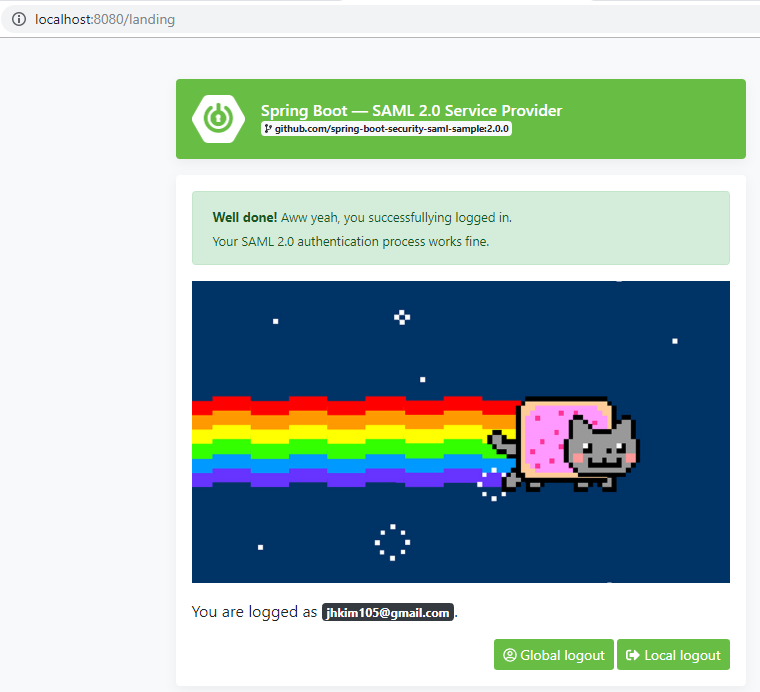 localhost:8080/landing
Spring Boot — SAML 2.0 Service Provider
github.com/spring-boot-security-saml-sample:2.0.0
Well done! Aww yeah, you successfullying logged in.
Your SAML 2.0 authentication process works fine.
You are logged as jhkim105@gmail.com.
Global logout Local logout